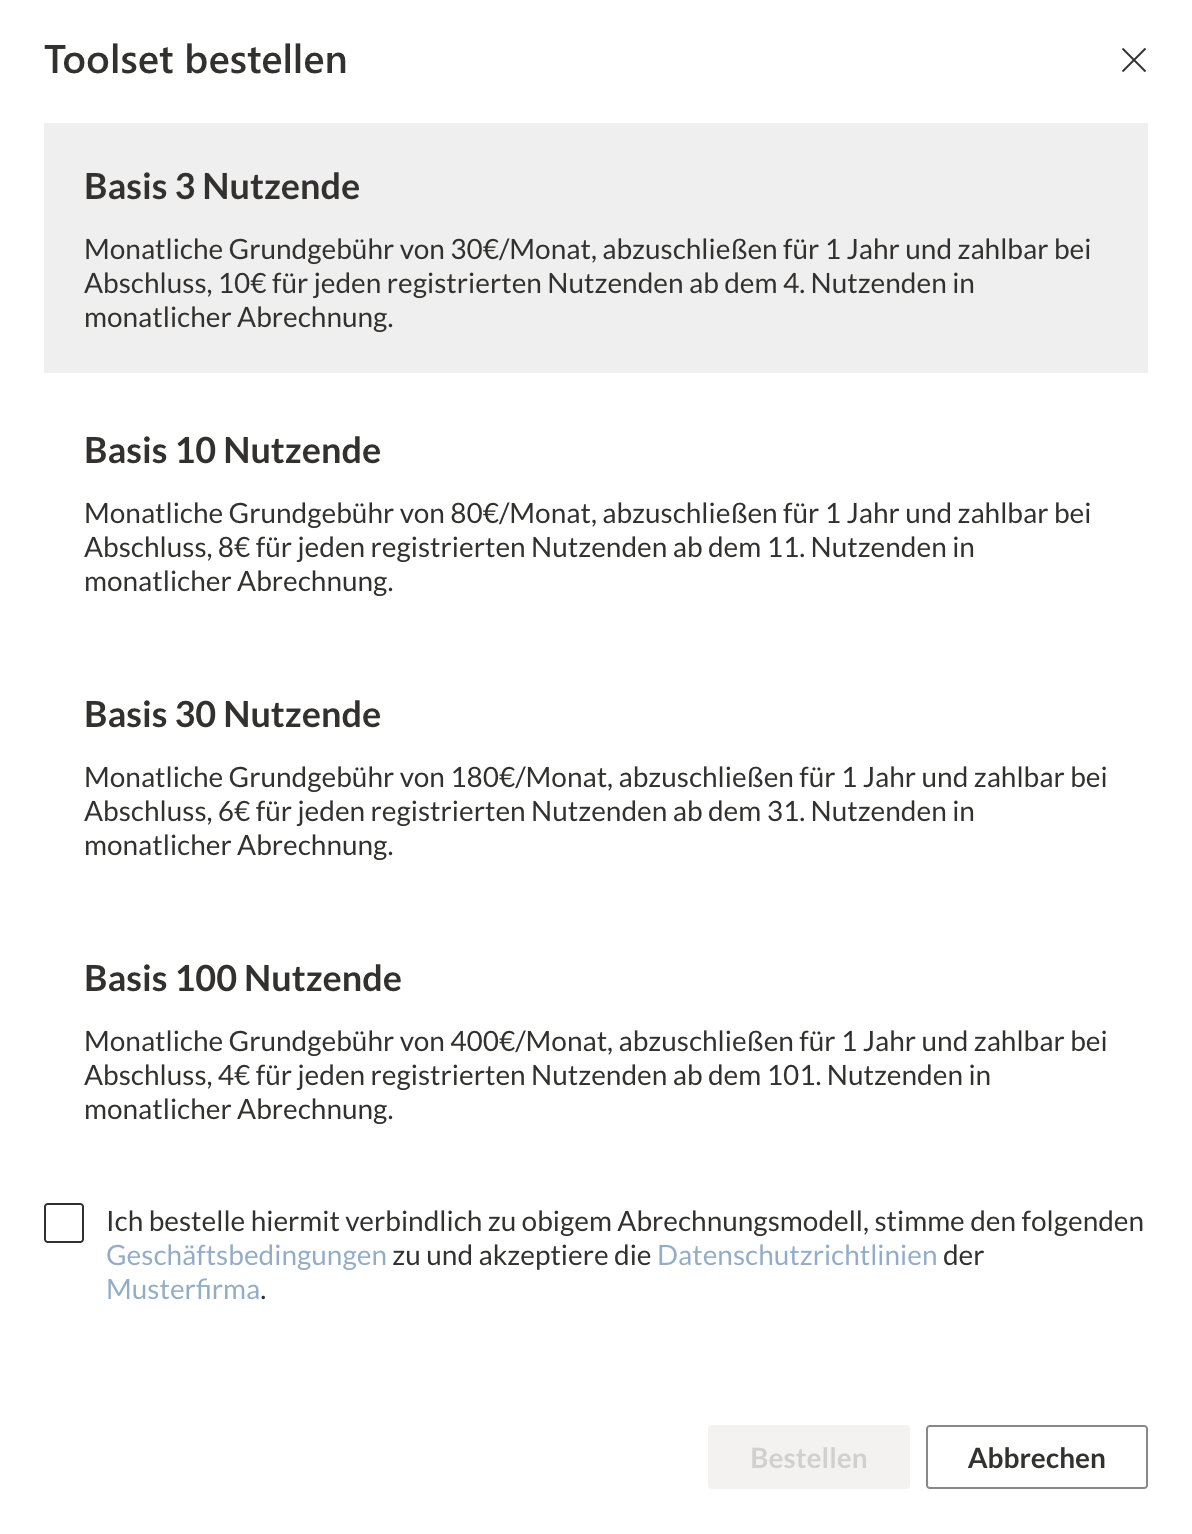 Toolset bestellen
Basis 3 Nutzende
Monatliche Grundgebühr von 30€/Monat, abzuschließen für 1 Jahr und zahlbar bei
Abschluss, 10€ für jeden registrierten Nutzenden ab dem 4. Nutzenden in
monatlicher Abrechnung.
Basis 10 Nutzende
Monatliche Grundgebühr von 80€/Monat, abzuschließen für 1 Jahr und zahlbar bei
Abschluss, 8€ für jeden registrierten Nutzenden ab dem 11. Nutzenden in
monatlicher Abrechnung.
Basis 30 Nutzende
Monatliche Grundgebühr von 180€/Monat, abzuschließen für 1 Jahr und zahlbar bei
Abschluss, 6€ für jeden registrierten Nutzenden ab dem 31. Nutzenden in
monatlicher Abrechnung.
Basis 100 Nutzende
Monatliche Grundgebühr von 400€/Monat, abzuschließen für 1 Jahr und zahlbar bei
Abschluss, 4€ für jeden registrierten Nutzenden ab dem 101. Nutzenden in
monatlicher Abrechnung.
Ich bestelle hiermit verbindlich zu obigem Abrechnungsmodell, stimme den folgenden
Geschäftsbedingungen zu und akzeptiere die Datenschutzrichtlinien der
Musterfirma.
Bestellen
Abbrechen